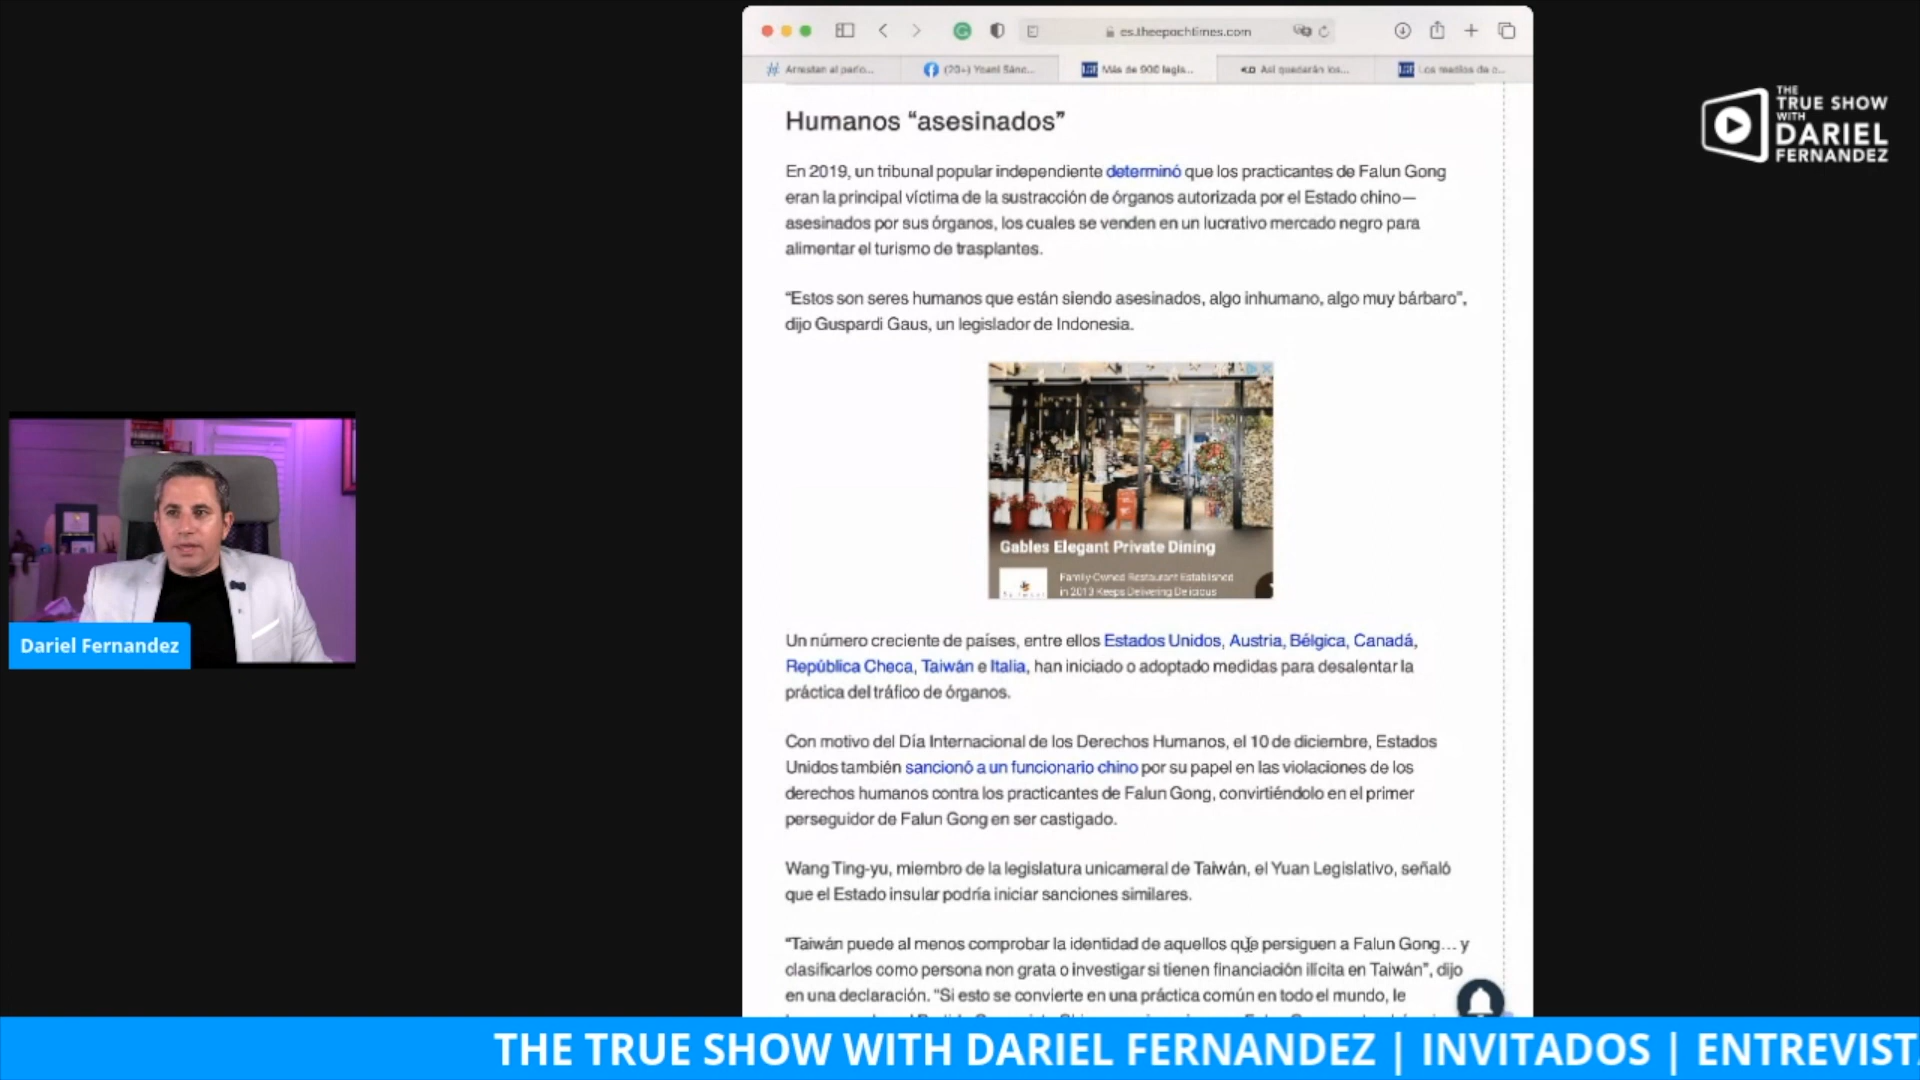 es.theepochtimes.com
Arrestan al perio...
(20+) Yoani Sánc...
Más de 900 legis...
Así quedarán los...
Los medios de c...
THE
TRUE SHOW
WITH
DARIEL
FERNANDEZ
Humanos “asesinados”
En 2019, un tribunal popular independiente determinó que los practicantes de Falun Gong
eran la principal víctima de la sustracción de órganos autorizada por el Estado chino—
asesinados por sus órganos, los cuales se venden en un lucrativo mercado negro para
alimentar el turismo de trasplantes.
“Estos son seres humanos que están siendo asesinados, algo inhumano, algo muy bárbaro”,
dijo Guspardi Gaus, un legislador de Indonesia.
Gables Elegant Private Dining
Family-Owned Restaurant Established
in 2013 Keeps Delivering Delicious
Un número creciente de países, entre ellos Estados Unidos, Austria, Bélgica, Canadá,
República Checa, Taiwán e Italia, han iniciado o adoptado medidas para desalentar la
práctica del tráfico de órganos.
Con motivo del Día Internacional de los Derechos Humanos, el 10 de diciembre, Estados
Unidos también sancionó a un funcionario chino por su papel en las violaciones de los
derechos humanos contra los practicantes de Falun Gong, convirtiéndolo en el primer
perseguidor de Falun Gong en ser castigado.
Wang Ting-yu, miembro de la legislatura unicameral de Taiwán, el Yuan Legislativo, señaló
que el Estado insular podría iniciar sanciones similares.
“Taiwán puede al menos comprobar la identidad de aquellos que persiguen a Falun Gong... y
clasificarlos como persona non grata o investigar si tienen financiación ilícita en Taiwán”, dijo
en una declaración. “Si esto se convierte en una práctica común en todo el mundo, le
Dariel Fernandez
THE TRUE SHOW WITH DARIEL FERNANDEZ | INVITADOS | ENTREVISTA